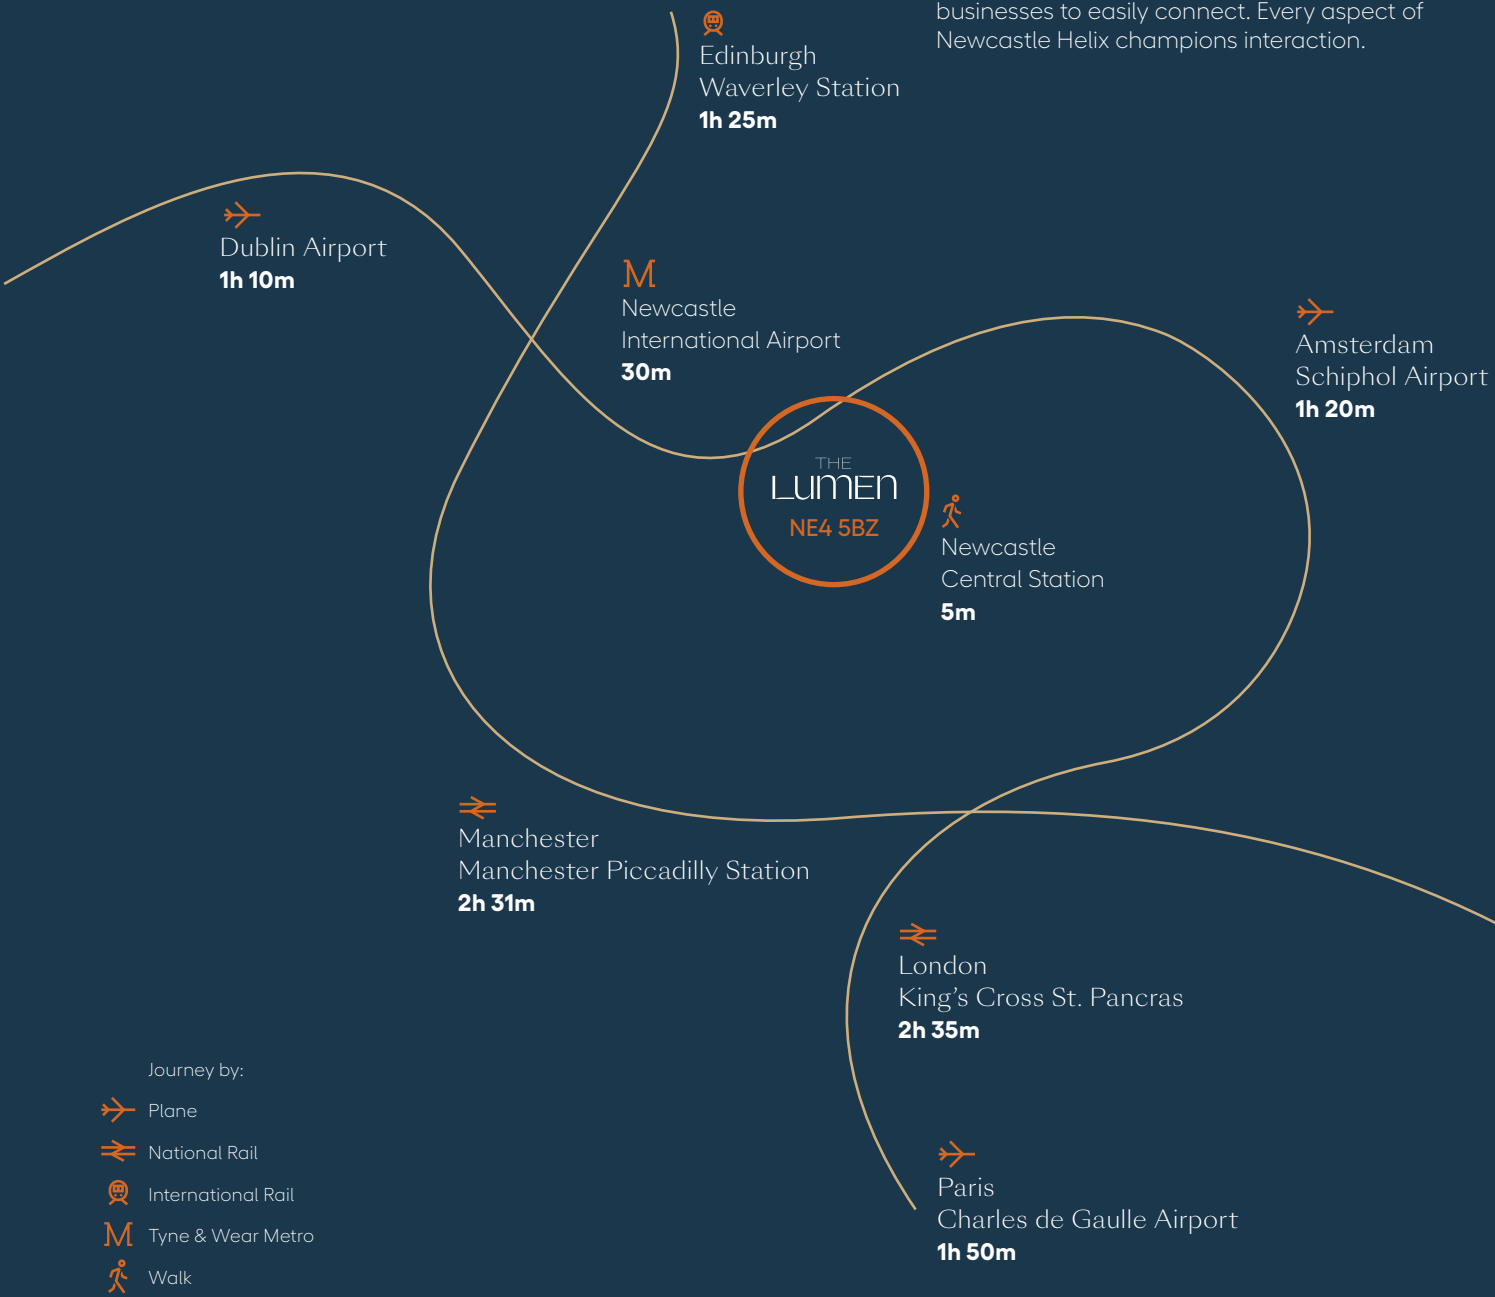 businesses to easily connect. Every aspect of
Newcastle Helix champions interaction.
Edinburgh
Waverley Station
1h 25m
Dublin Airport
1h 10m
M
Newcastle
International Airport
30m
Amsterdam
Schiphol Airport
1h 20m
THE
LUMEN
NE4 5BZ
Newcastle
Central Station
5m
Manchester
Manchester Piccadilly Station
2h 31m
London
King’s Cross St. Pancras
2h 35m
Paris
Charles de Gaulle Airport
1h 50m
Journey by:
Plane
National Rail
International Rail
M Tyne & Wear Metro
Walk